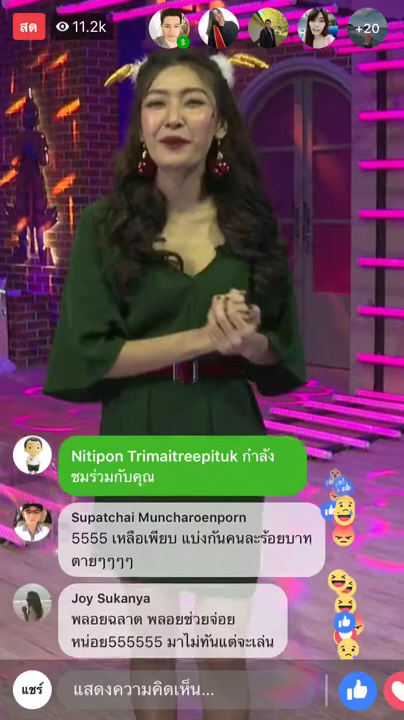 สด 11.2k
+20
Nitipon Trimaitreepituk กำลัง
ชมร่วมกับคุณ
Supatchai Muncharoenporn
5555 เหลือเพียบ แบ่งกันคนละร้อยบาท
ตายๆๆๆๆ
Joy Sukanya
พลอยฉลาด พลอยช่วยจ่อย
หน่อย555555 มาไม่ทันแต่จะเล่น
แชร์ แสดงความคิดเห็น...